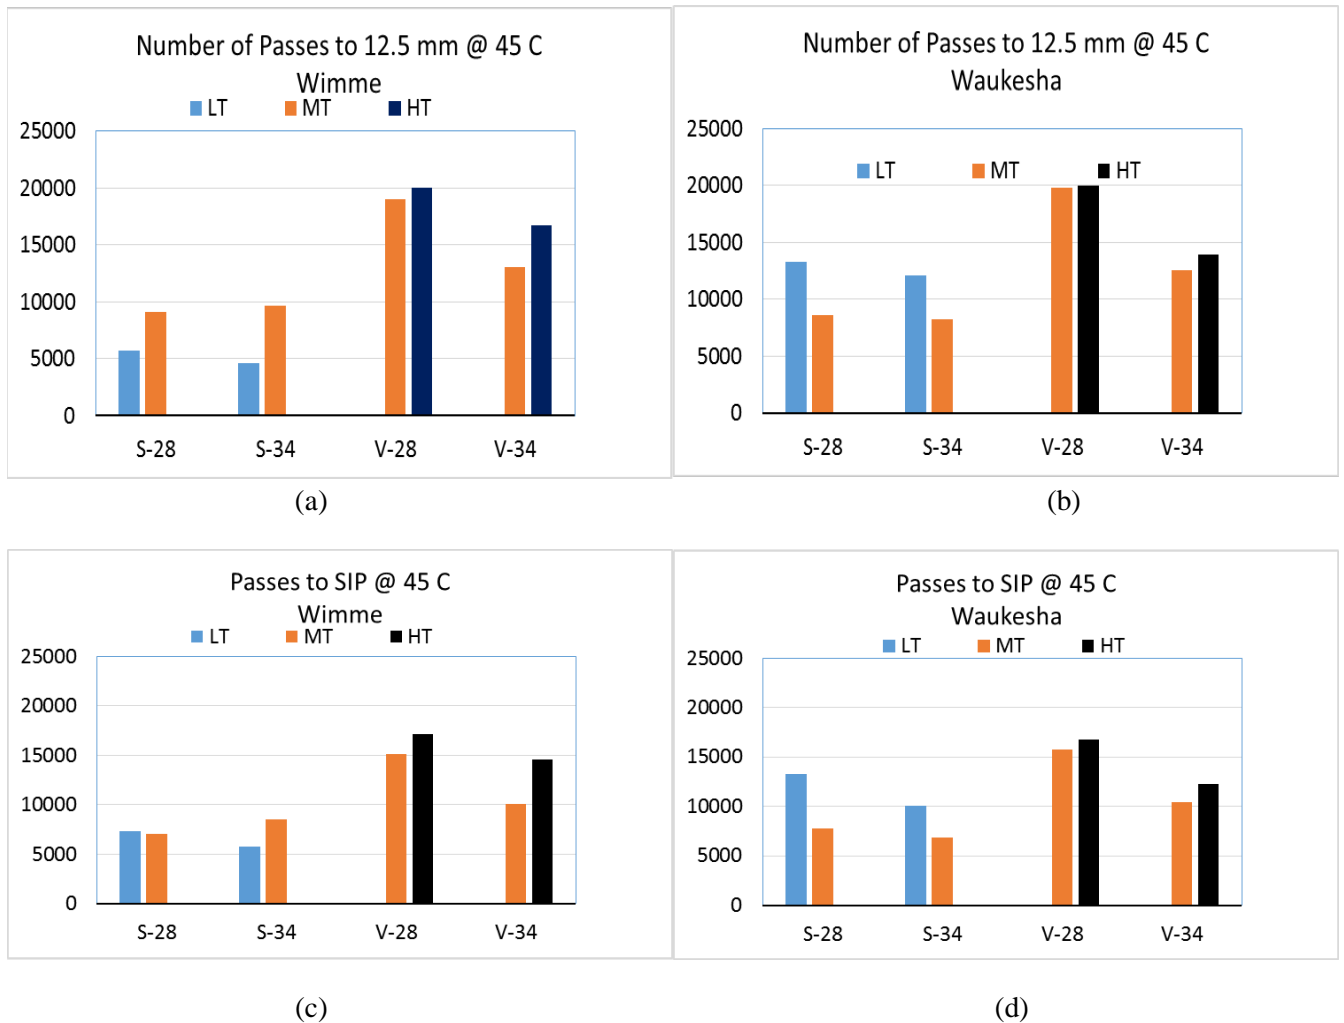 Number of Passes to 12.5 mm @ 45 C
Wimme
LT MT HT
25000
20000
15000
10000
5000
0
S-28 S-34 V-28 V-34
(a)
Number of Passes to 12.5 mm @ 45 C
Waukesha
25000
LT MT HT
20000
15000
10000
5000
0
S-28 S-34 V-28 V-34
(b)
Passes to SIP @ 45 C
Wimme
LT MT HT
25000
20000
15000
10000
5000
0
S-28 S-34 V-28 V-34
(c)
Passes to SIP @ 45 C
Waukesha
LT MT HT
25000
20000
15000
10000
5000
0
S-28 S-34 V-28 V-34
(d)